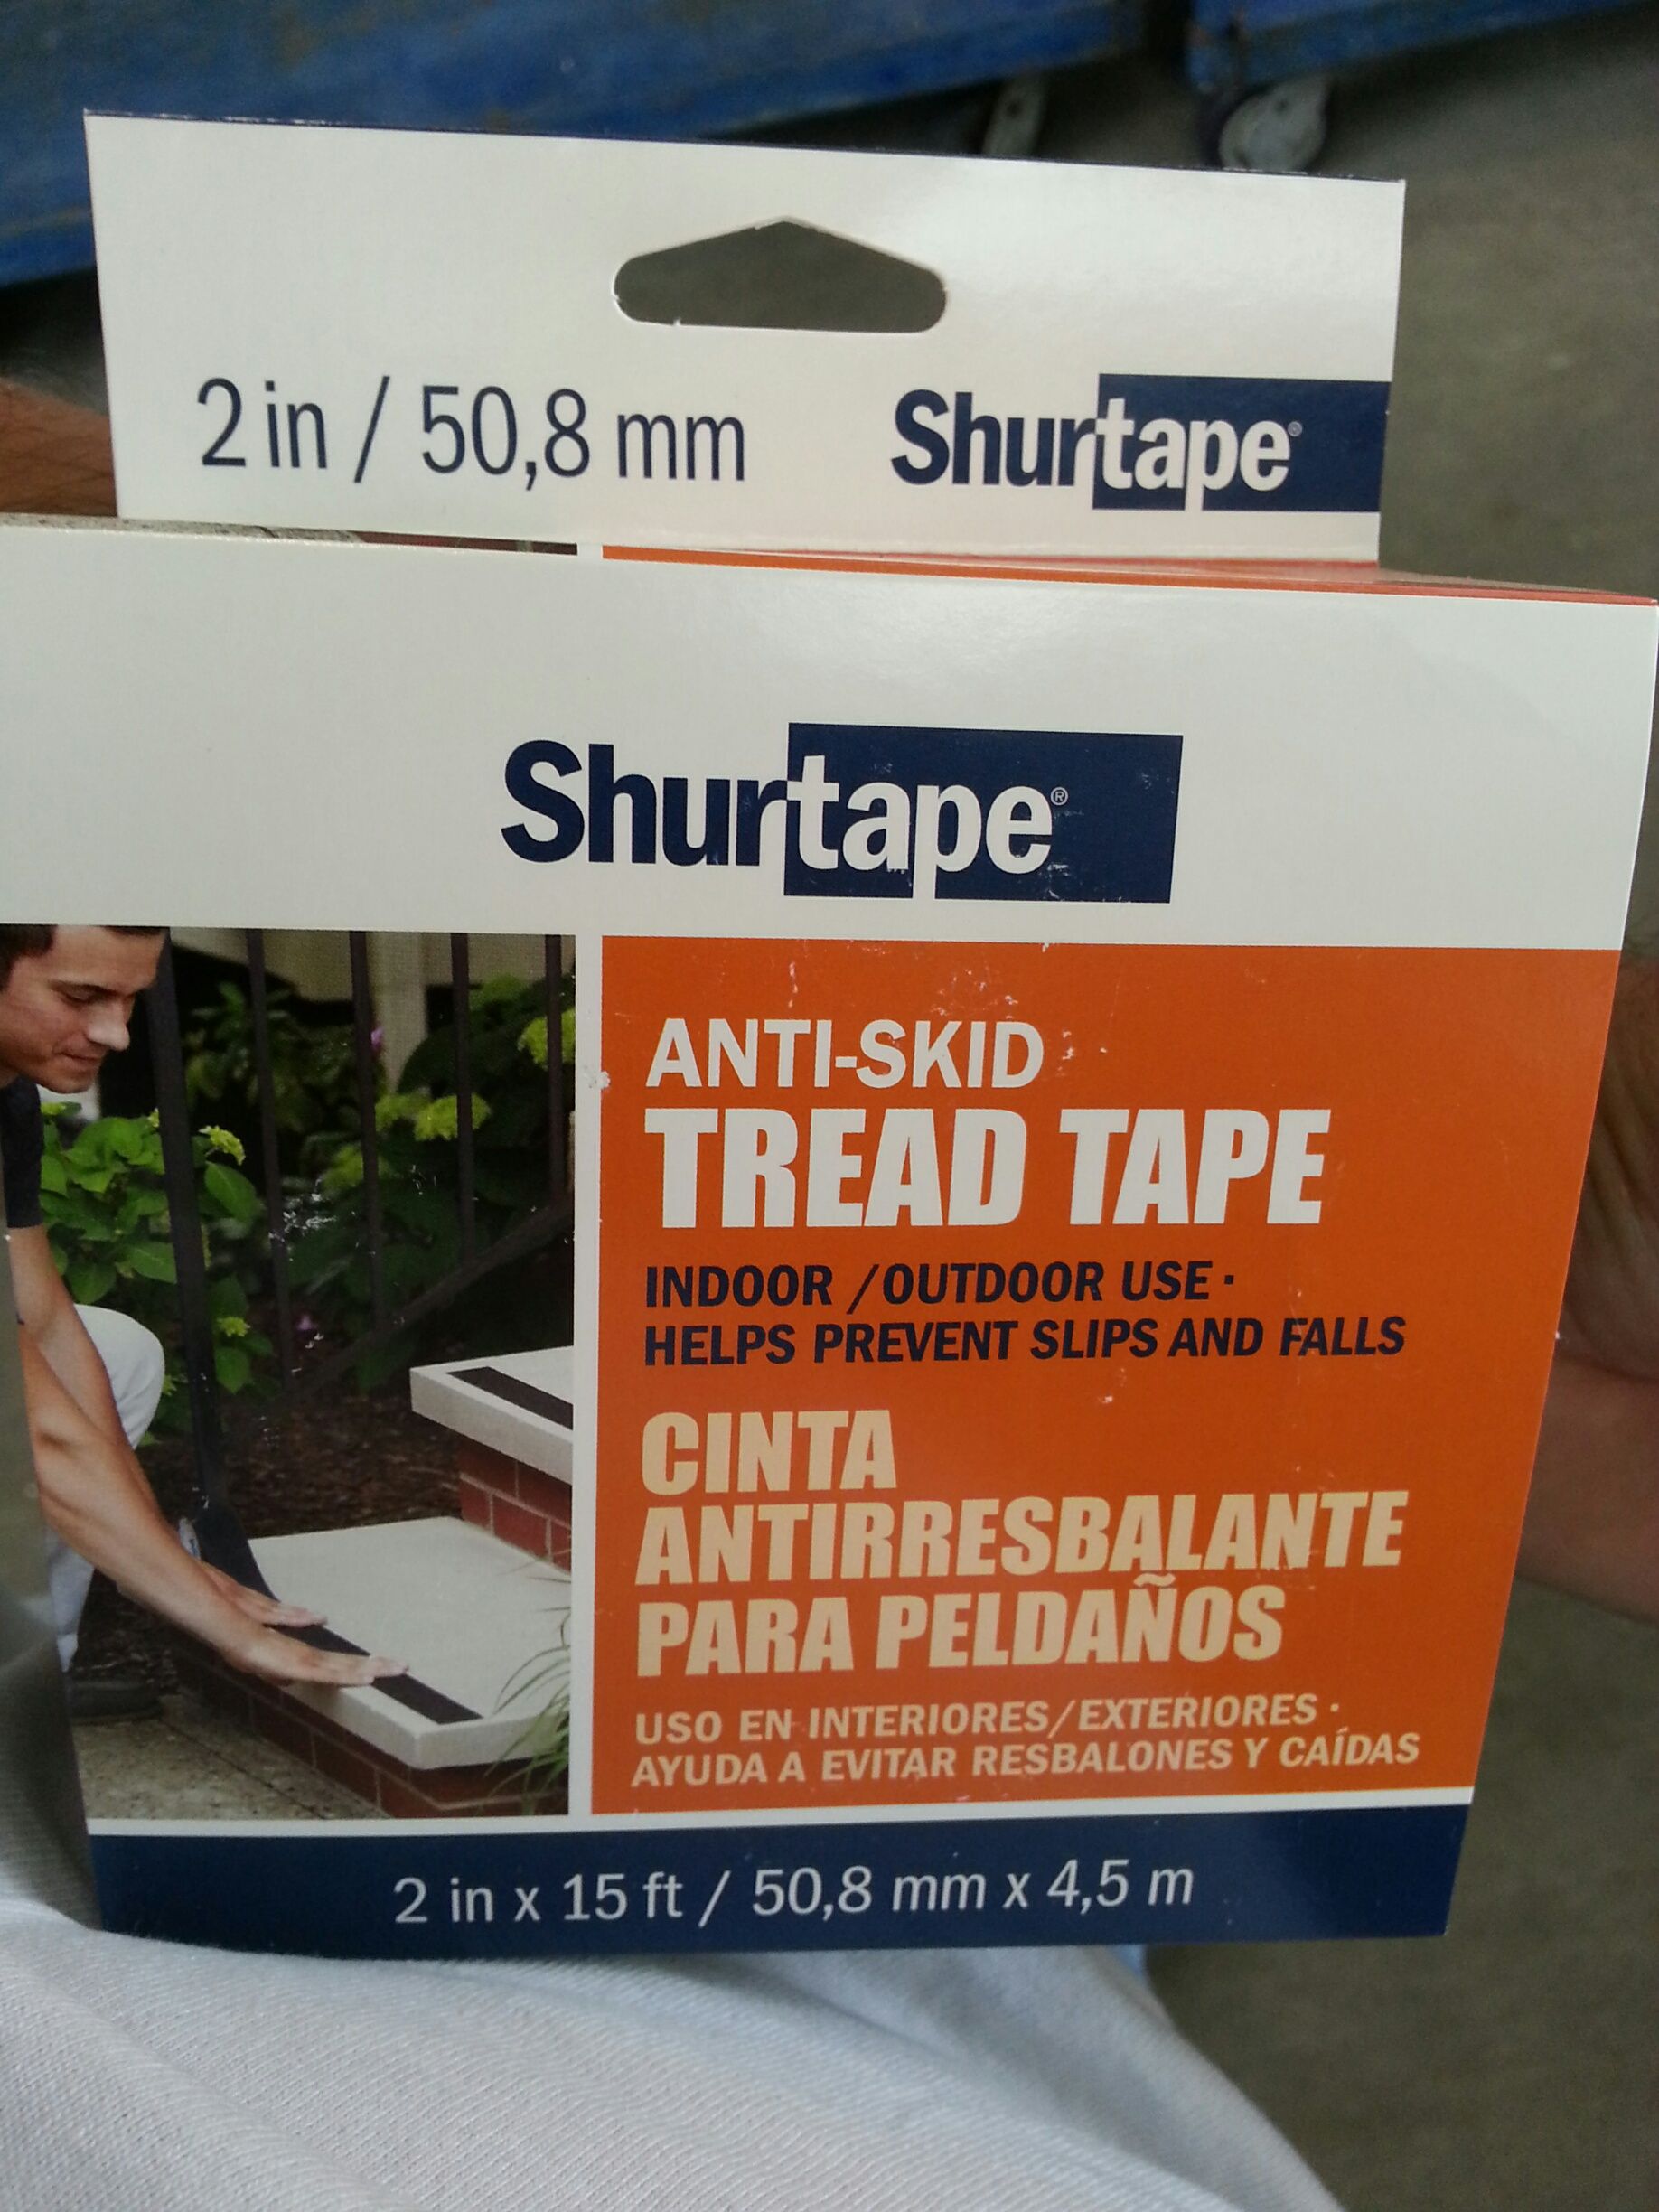 2 in / 50,8 mm
Shurtape®
Shurtape®
ANTI-SKID
TREAD TAPE
INDOOR /OUTDOOR USE ·
HELPS PREVENT SLIPS AND FALLS
CINTA
ANTIRRESBALANTE
PARA PELDAÑOS
USO EN INTERIORES/EXTERIORES ·
AYUDA A EVITAR RESBALONES Y CAÍDAS
2 in x 15 ft / 50,8 mm x 4,5 m